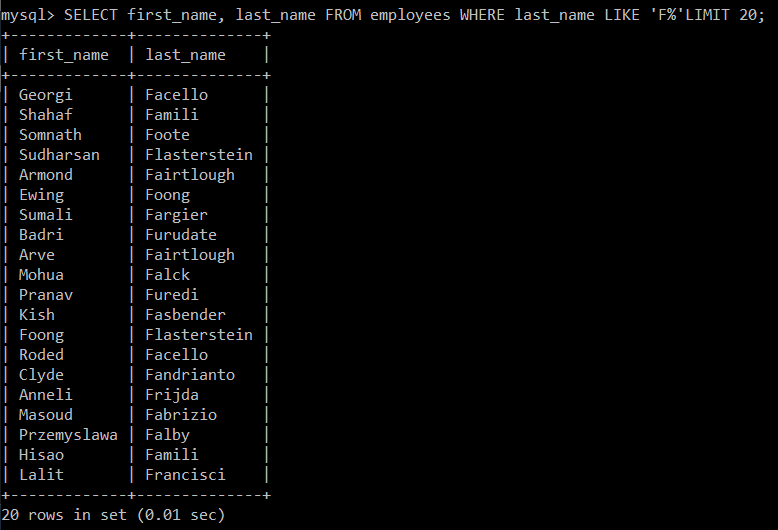 mysql> SELECT first_name, last_name FROM employees WHERE last_name LIKE 'F%'LIMIT 20;
+-------------+--------------+
| first_name  | last_name    |
+-------------+--------------+
| Georgi      | Facello      |
| Shahaf      | Famili       |
| Somnath     | Foote        |
| Sudharsan   | Flasterstein |
| Armond      | Fairtlough   |
| Ewing       | Foong        |
| Sumali      | Fargier      |
| Badri       | Furudate     |
| Arve        | Fairtlough   |
| Mohua       | Falck        |
| Pranav      | Furedi       |
| Kish        | Fasbender    |
| Foong       | Flasterstein |
| Roded       | Facello      |
| Clyde       | Fandrianto   |
| Anneli      | Frijda       |
| Masoud      | Fabrizio     |
| Przemyslawa | Falby        |
| Hisao       | Famili       |
| Lalit       | Francisci    |
+-------------+--------------+
20 rows in set (0.01 sec)